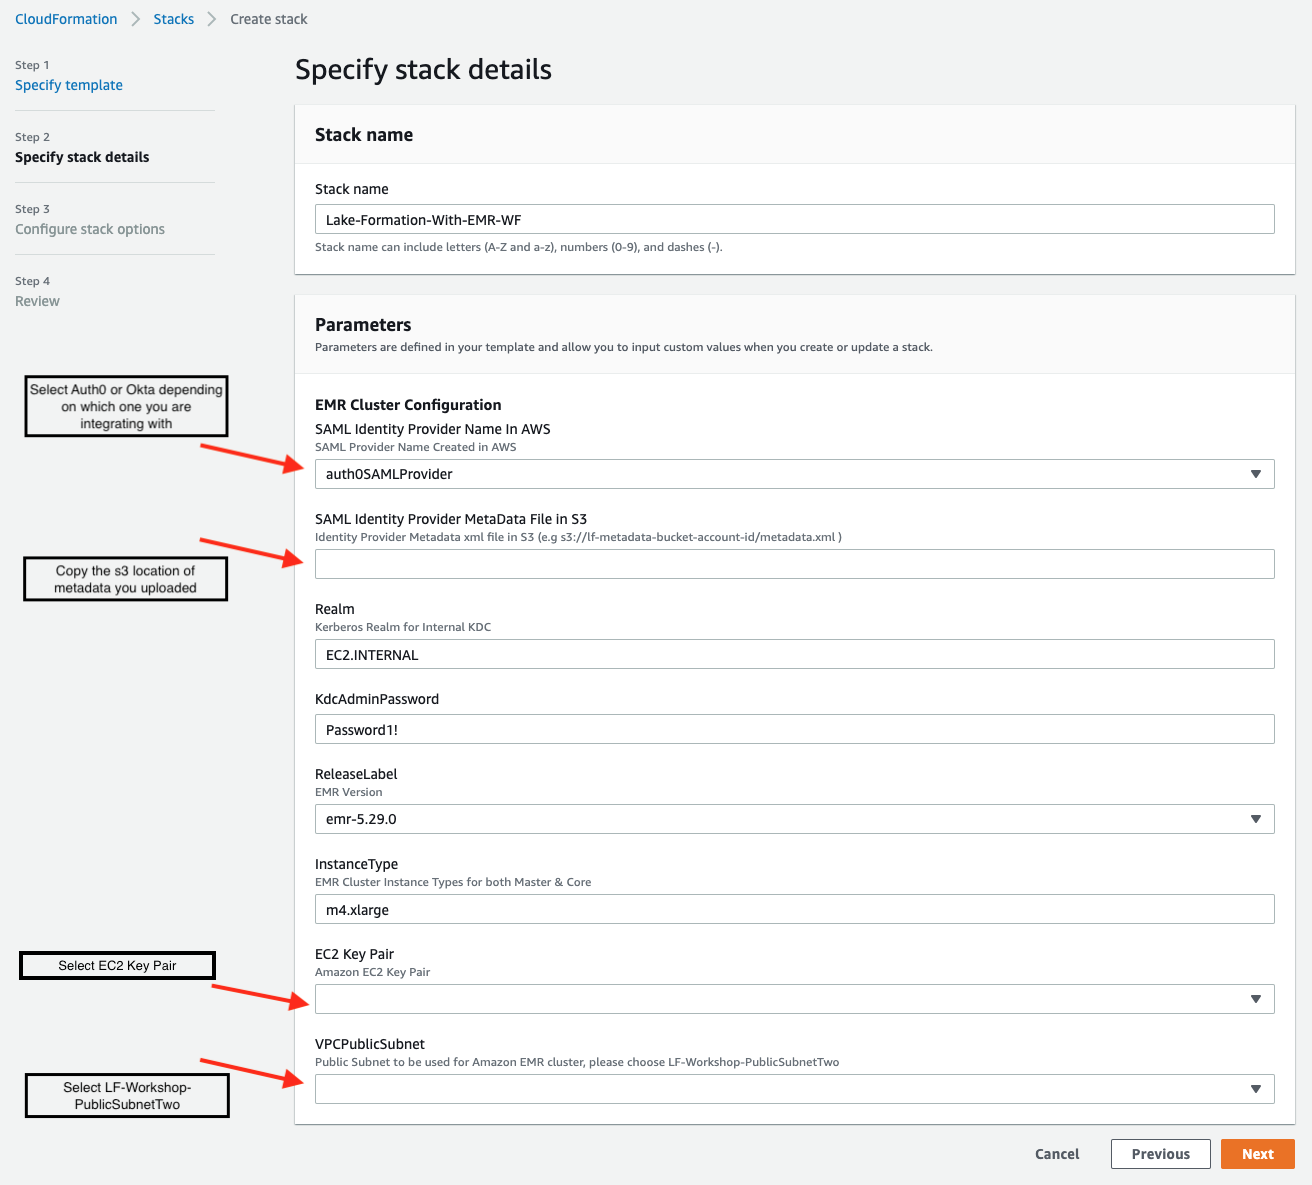 CloudFormation > Stacks > Create stack
Step 1
Specify template
Step 2
Specify stack details
Step 3
Configure stack options
Step 4
Review
Specify stack details
Stack name
Stack name
Lake-Formation-With-EMR-WF
Stack name can include letters (A-Z and a-z), numbers (0-9), and dashes (-).
Parameters
Parameters are defined in your template and allow you to input custom values when you create or update a stack.
EMR Cluster Configuration
Select Auth0 or Okta depending
on which one you are
integrating with
SAML Identity Provider Name In AWS
SAML Provider Name Created in AWS
auth0SAMLProvider
SAML Identity Provider MetaData File in S3
Identity Provider Metadata xml file in S3 (e.g s3://lf-metadata-bucket-account-id/metadata.xml )
Copy the s3 location of
metadata you uploaded
Realm
Kerberos Realm for Internal KDC
EC2.INTERNAL
KdcAdminPassword
Password1!
ReleaseLabel
EMR Version
emr-5.29.0
InstanceType
EMR Cluster Instance Types for both Master & Core
m4.xlarge
Select EC2 Key Pair
EC2 Key Pair
Amazon EC2 Key Pair
VPCPublicSubnet
Public Subnet to be used for Amazon EMR cluster, please choose LF-Workshop-PublicSubnetTwo
Select LF-Workshop-
PublicSubnetTwo
Cancel
Previous
Next